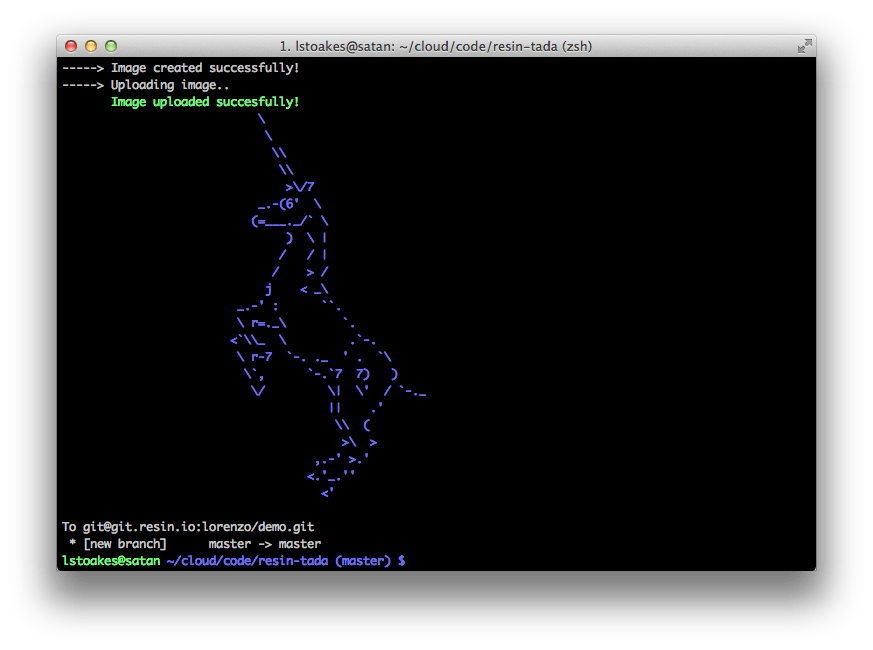 1. lstoakes@satan: ~/cloud/code/resin-tada (zsh)
-----> Image created successfully!
-----> Uploading image..
Image uploaded succesfully!
To git@git.resin.io:lorenzo/demo.git
* [new branch] master -> master
lstoakes@satan ~/cloud/code/resin-tada (master) $